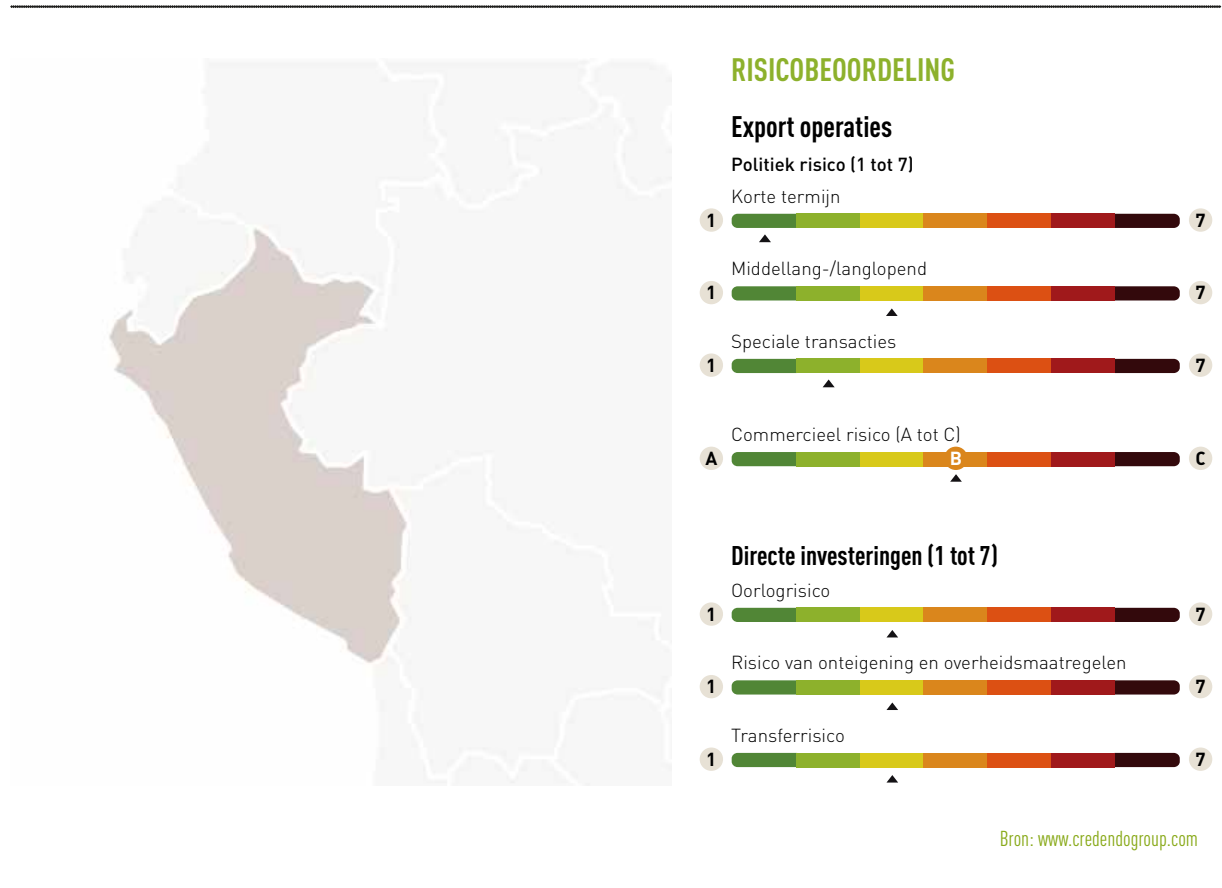 RISICOBEOORDELING
Export operaties
Politiek risico (1 tot 7)
Korte termijn
1 7
Middellang-/langlopend
1 7
Speciale transacties
1 7
Commercieel risico (A tot C)
A B C
Directe investeringen (1 tot 7)
Oorlogrisico
1 7
Risico van onteigening en overheidsmaatregelen
1 7
Transferrisico
1 7
Bron: www.credendogroup.com